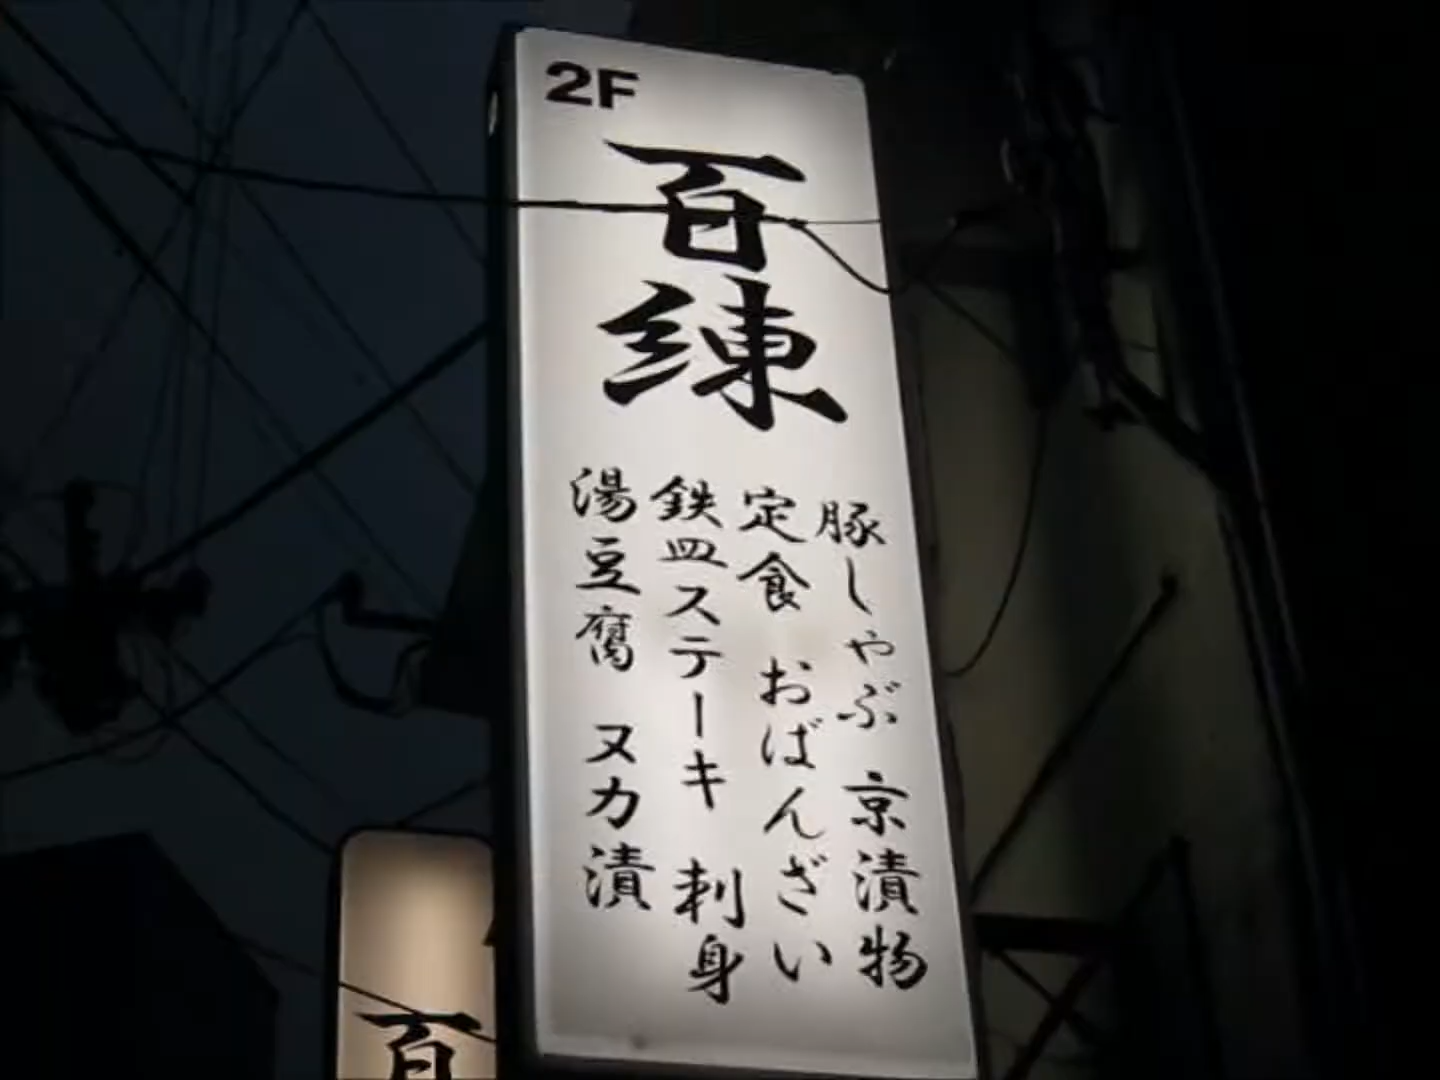 2F
百練
豚しゃぶ 京漬物
定食 おばんざい
鉄皿ステーキ 刺身
湯豆腐 ヌカ漬
百